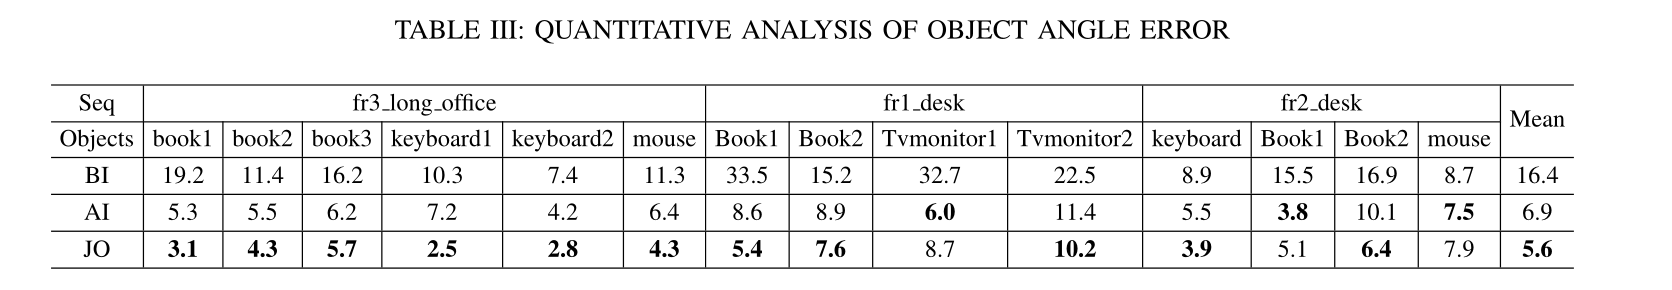 TABLE III: QUANTITATIVE ANALYSIS OF OBJECT ANGLE ERROR
Seq fr3_long_office fr1_desk fr2_desk Mean
Objects book1 book2 book3 keyboard1 keyboard2 mouse Book1 Book2 Tvmonitor1 Tvmonitor2 keyboard Book1 Book2 mouse
BI 19.2 11.4 16.2 10.3 7.4 11.3 33.5 15.2 32.7 22.5 8.9 15.5 16.9 8.7 16.4
AI 5.3 5.5 6.2 7.2 4.2 6.4 8.6 8.9 6.0 11.4 5.5 3.8 10.1 7.5 6.9
JO 3.1 4.3 5.7 2.5 2.8 4.3 5.4 7.6 8.7 10.2 3.9 5.1 6.4 7.9 5.6